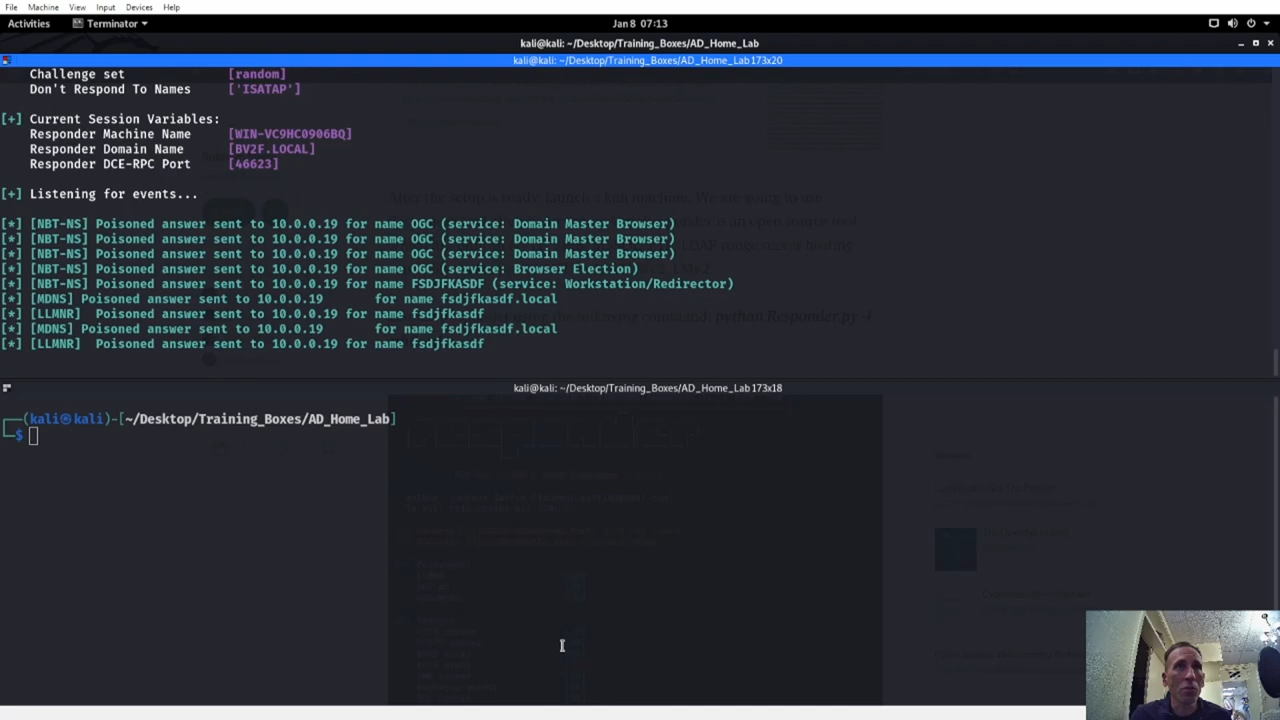 File Machine View Input Devices Help
Activities Terminator Jan 8 07:13
kali@kali: ~/Desktop/Training_Boxes/AD_Home_Lab
kali@kali: ~/Desktop/Training_Boxes/AD_Home_Lab 173x20
Challenge set [random]
Don't Respond To Names ['ISATAP']
[+] Current Session Variables:
Responder Machine Name [WIN-VC9HC0906BQ]
Responder Domain Name [BV2F.LOCAL]
Responder DCE-RPC Port [46623]
[+] Listening for events...
[*] [NBT-NS] Poisoned answer sent to 10.0.0.19 for name OGC (service: Domain Master Browser)
[*] [NBT-NS] Poisoned answer sent to 10.0.0.19 for name OGC (service: Domain Master Browser)
[*] [NBT-NS] Poisoned answer sent to 10.0.0.19 for name OGC (service: Domain Master Browser)
[*] [NBT-NS] Poisoned answer sent to 10.0.0.19 for name OGC (service: Browser Election)
[*] [NBT-NS] Poisoned answer sent to 10.0.0.19 for name FSDJFKASDF (service: Workstation/Redirector)
[*] [MDNS] Poisoned answer sent to 10.0.0.19 for name fsdjfkasdf.local
[*] [LLMNR] Poisoned answer sent to 10.0.0.19 for name fsdjfkasdf
[*] [MDNS] Poisoned answer sent to 10.0.0.19 for name fsdjfkasdf.local
[*] [LLMNR] Poisoned answer sent to 10.0.0.19 for name fsdjfkasdf
kali@kali: ~/Desktop/Training_Boxes/AD_Home_Lab 173x18
(kali㉿kali)-[~/Desktop/Training_Boxes/AD_Home_Lab]
$